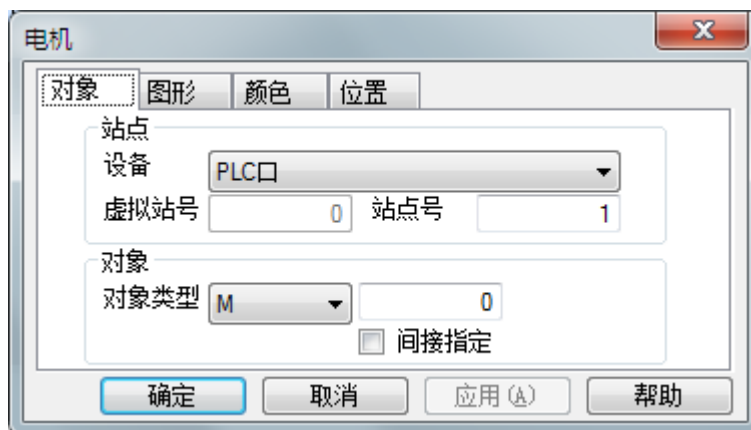 电机
对象 图形 颜色 位置
站点
设备 PLC口
虚拟站号 0 站点号 1
对象
对象类型 M 0
间接指定
确定 取消 应用(A) 帮助